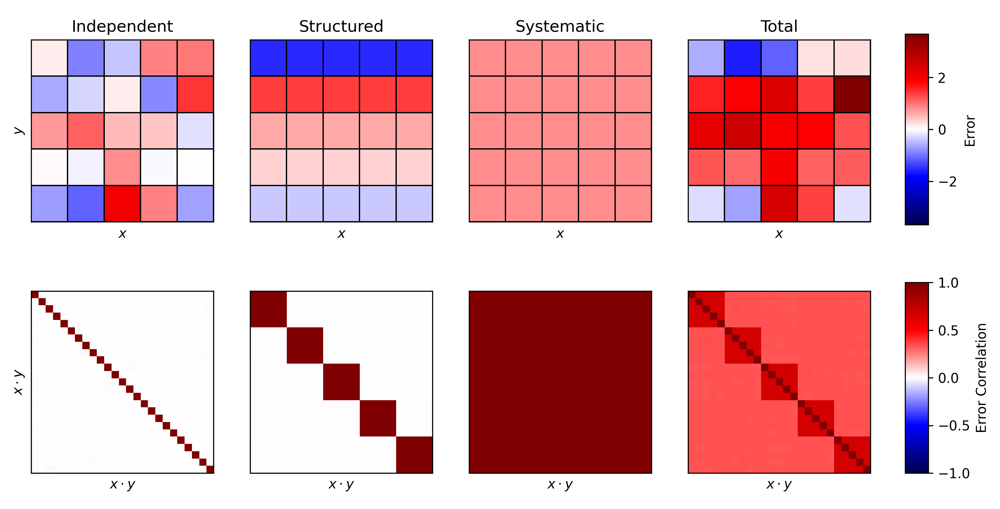 Independent
Structured
Systematic
Total
y
x
x
x
x
2
0
−2
Error
x · y
x · y
x · y
x · y
x · y
1.0
0.5
0.0
−0.5
−1.0
Error Correlation